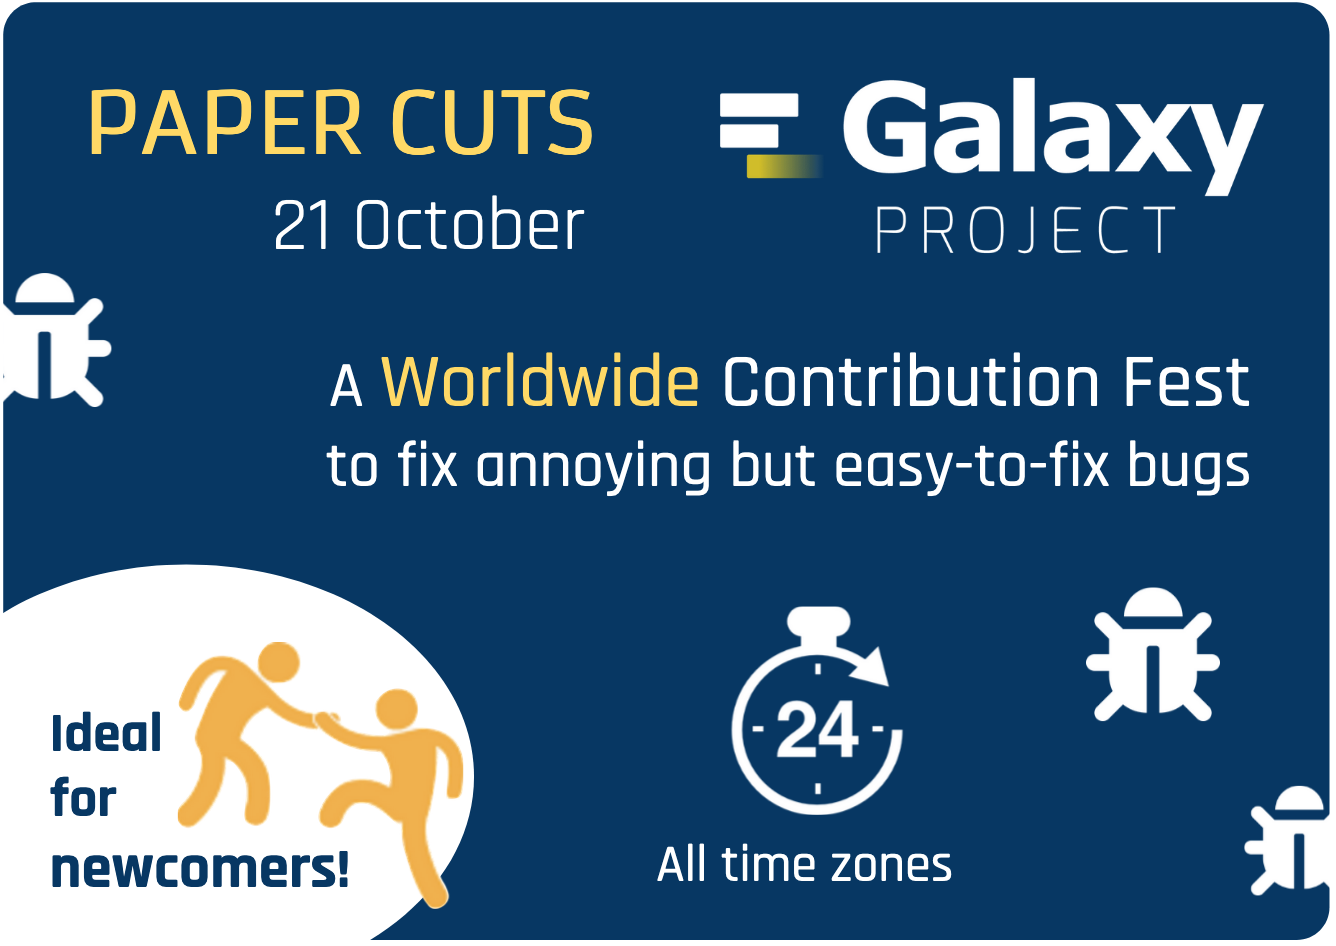 PAPER CUTS
21 October
Galaxy
PROJECT
A Worldwide Contribution Fest
to fix annoying but easy-to-fix bugs
Ideal
for
newcomers!
24
All time zones